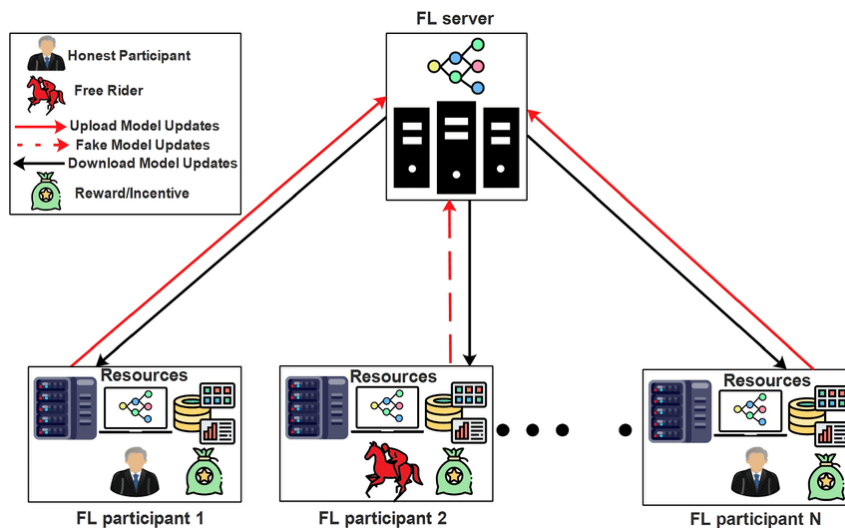 FL server
Honest Participant
Free Rider
Upload Model Updates
Fake Model Updates
Download Model Updates
Reward/Incentive
Resources
Resources
Resources
FL participant 1
FL participant 2
FL participant N